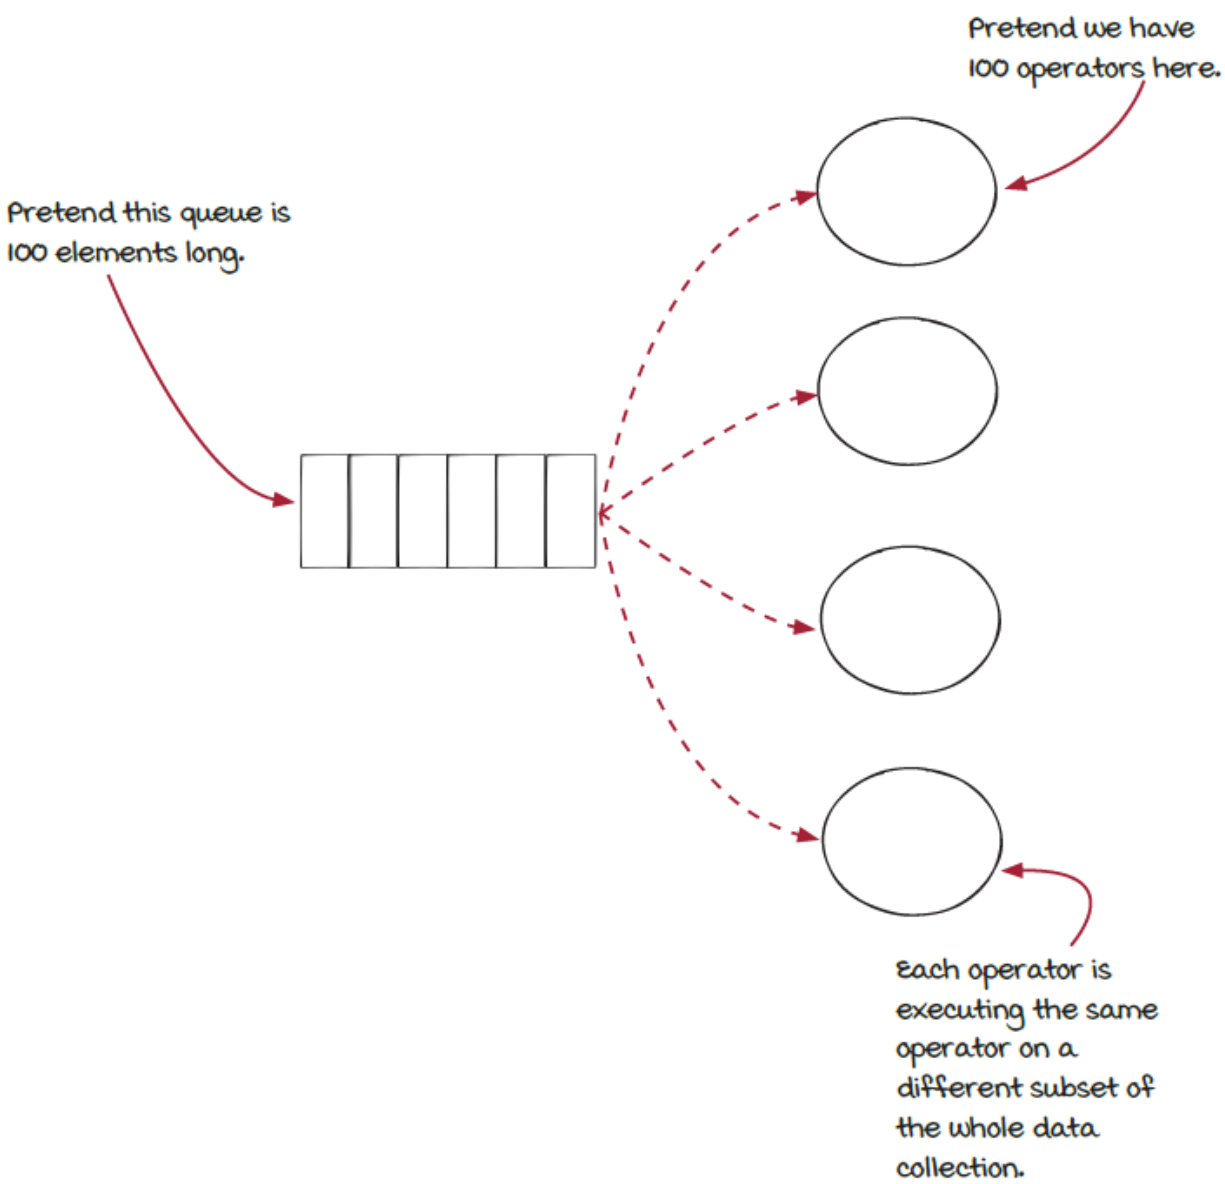 Pretend we have
100 operators here.
Pretend this queue is
100 elements long.
Each operator is
executing the same
operator on a
different subset of
the whole data
collection.